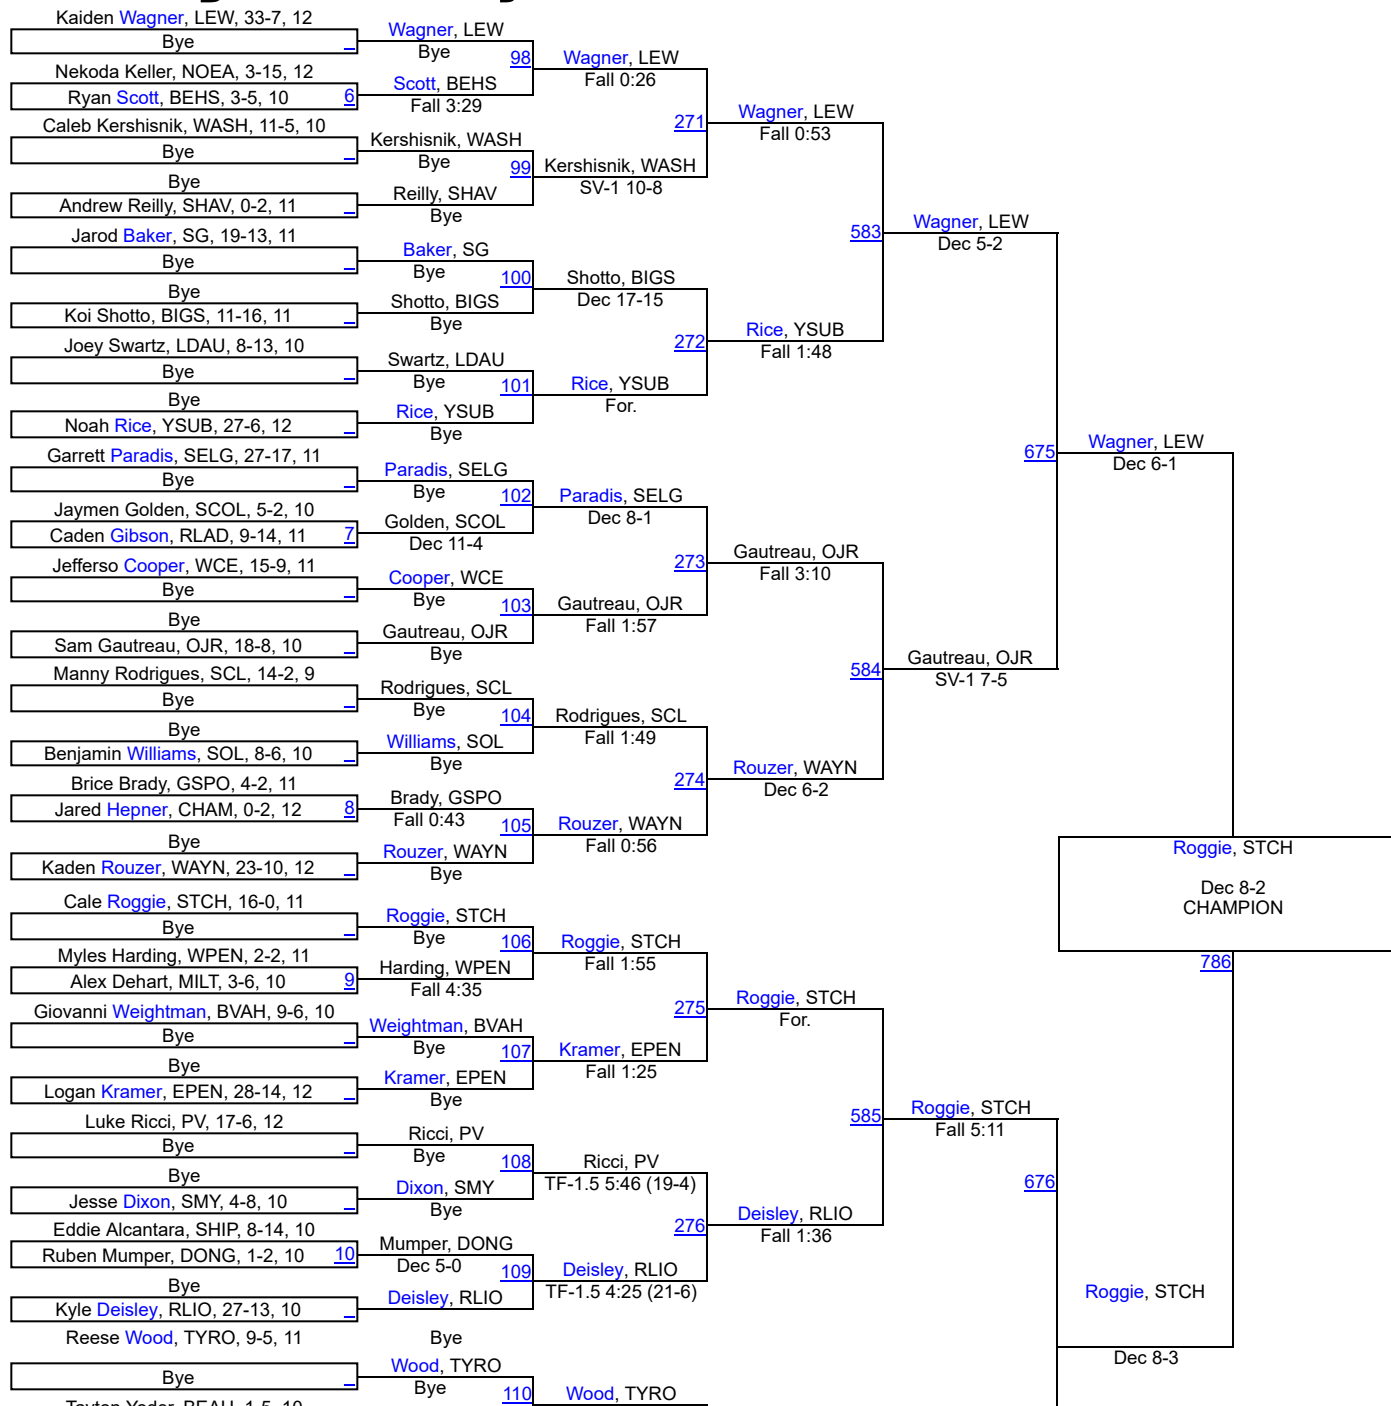 Kaiden Wagner, LEW, 33-7, 12
Bye
Nekoda Keller, NOEA, 3-15, 12
Ryan Scott, BEHS, 3-5, 10
6
Caleb Kershisnik, WASH, 11-5, 10
Bye
Bye
Andrew Reilly, SHAV, 0-2, 11
Jarod Baker, SG, 19-13, 11
Bye
Bye
Koi Shotto, BIGS, 11-16, 11
Joey Swartz, LDAU, 8-13, 10
Bye
Bye
Noah Rice, YSUB, 27-6, 12
Garrett Paradis, SELG, 27-17, 11
Bye
Jaymen Golden, SCOL, 5-2, 10
Caden Gibson, RLAD, 9-14, 11
7
Jefferso Cooper, WCE, 15-9, 11
Bye
Bye
Sam Gautreau, OJR, 18-8, 10
Manny Rodrigues, SCL, 14-2, 9
Bye
Bye
Benjamin Williams, SOL, 8-6, 10
Brice Brady, GSPO, 4-2, 11
Jared Hepner, CHAM, 0-2, 12
8
Bye
Kaden Rouzer, WAYN, 23-10, 12
Cale Roggie, STCH, 16-0, 11
Bye
Myles Harding, WPEN, 2-2, 11
Alex Dehart, MILT, 3-6, 10
9
Giovanni Weightman, BVAH, 9-6, 10
Bye
Bye
Logan Kramer, EPEN, 28-14, 12
Luke Ricci, PV, 17-6, 12
Bye
Bye
Jesse Dixon, SMY, 4-8, 10
Eddie Alcantara, SHIP, 8-14, 10
Ruben Mumper, DONG, 1-2, 10
10
Bye
Kyle Deisley, RLIO, 27-13, 10
Reese Wood, TYRO, 9-5, 11
Bye
Wagner, LEW
Bye
98
Scott, BEHS
Fall 3:29
Kershisnik, WASH
Bye
99
Reilly, SHAV
Bye
Baker, SG
Bye
100
Shotto, BIGS
Bye
Swartz, LDAU
Bye
101
Rice, YSUB
Bye
Paradis, SELG
Bye
102
Golden, SCOL
Dec 11-4
Cooper, WCE
Bye
103
Gautreau, OJR
Bye
Rodrigues, SCL
Bye
104
Williams, SOL
Bye
Brady, GSPO
Fall 0:43
105
Rouzer, WAYN
Bye
Roggie, STCH
Bye
106
Harding, WPEN
Fall 4:35
Weightman, BVAH
Bye
107
Kramer, EPEN
Bye
Ricci, PV
Bye
108
Dixon, SMY
Bye
Mumper, DONG
Dec 5-0
109
Deisley, RLIO
Bye
Wood, TYRO
Bye
110
Wagner, LEW
Fall 0:26
271
Kershisnik, WASH
SV-1 10-8
Shotto, BIGS
Dec 17-15
272
Rice, YSUB
For.
Paradis, SELG
Dec 8-1
273
Gautreau, OJR
Fall 1:57
Rodrigues, SCL
Fall 1:49
274
Rouzer, WAYN
Fall 0:56
Roggie, STCH
Fall 1:55
275
Kramer, EPEN
Fall 1:25
Ricci, PV
TF-1.5 5:46 (19-4)
276
Deisley, RLIO
TF-1.5 4:25 (21-6)
Wood, TYRO
Wagner, LEW
Fall 0:53
583
Rice, YSUB
Fall 1:48
Gautreau, OJR
Fall 3:10
584
Rouzer, WAYN
Dec 6-2
Roggie, STCH
For.
585
Deisley, RLIO
Fall 1:36
Wagner, LEW
Dec 5-2
675
Gautreau, OJR
SV-1 7-5
Roggie, STCH
Fall 5:11
676
Wagner, LEW
Dec 6-1
Roggie, STCH
Dec 8-2
CHAMPION
786
Roggie, STCH
Dec 8-3